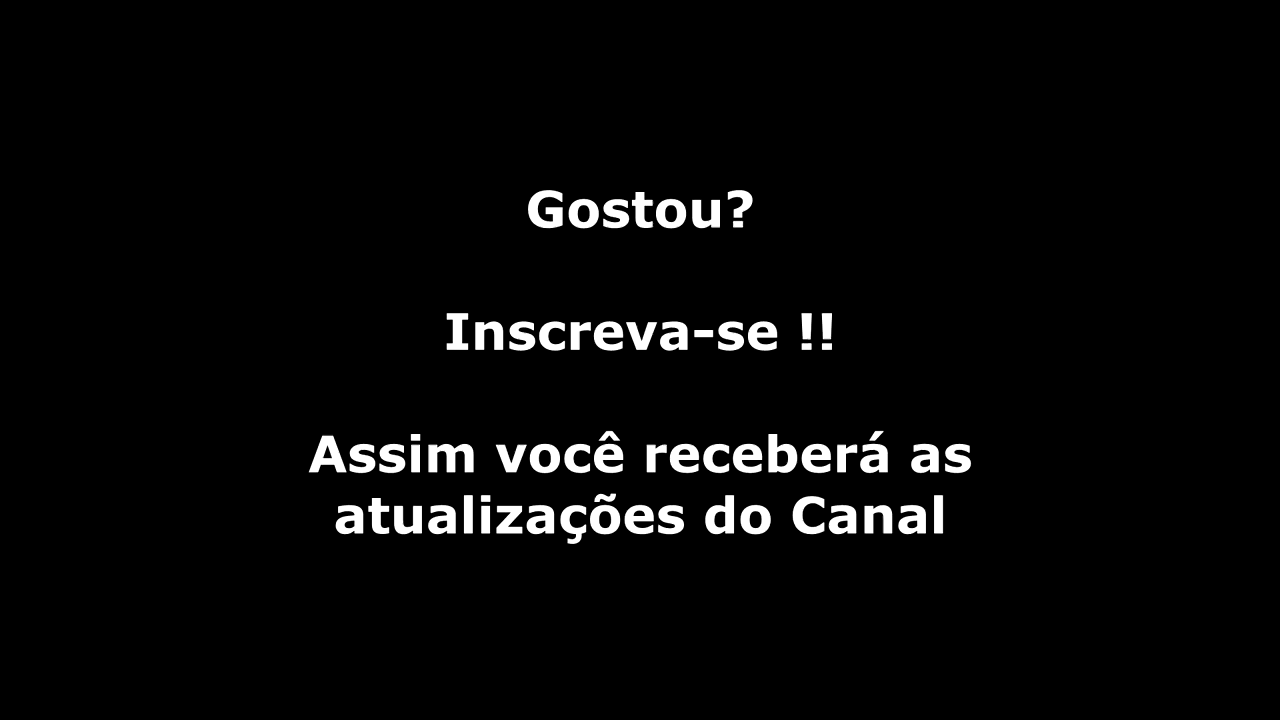 Gostou?
Inscreva-se !!
Assim você receberá as
atualizações do Canal